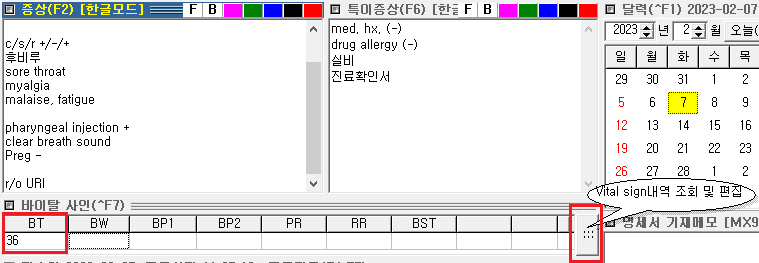 증상(F2) [한글모드] F B
c/s/r +/-/+
후비루
sore throat
myalgia
malaise, fatigue
pharyngeal injection +
clear breath sound
Preg -
r/o URI
특이증상(F6) [한글 F B
med, hx, (-)
drug allergy (-)
실비
진료확인서
달력(^F1) 2023-02-07
2023 년 2 월 오늘(
일 월 화 수 목
29 30 31 1 2
5 6 7 8 9
12 13 14 15 16
19 20 21 22 23
26 27 28 1 2
Vital sign내역 조회 및 편집
바이탈 사인(^F7)
BT BW BP1 BP2 PR RR BST
36
명세서 기재메모 [MX9